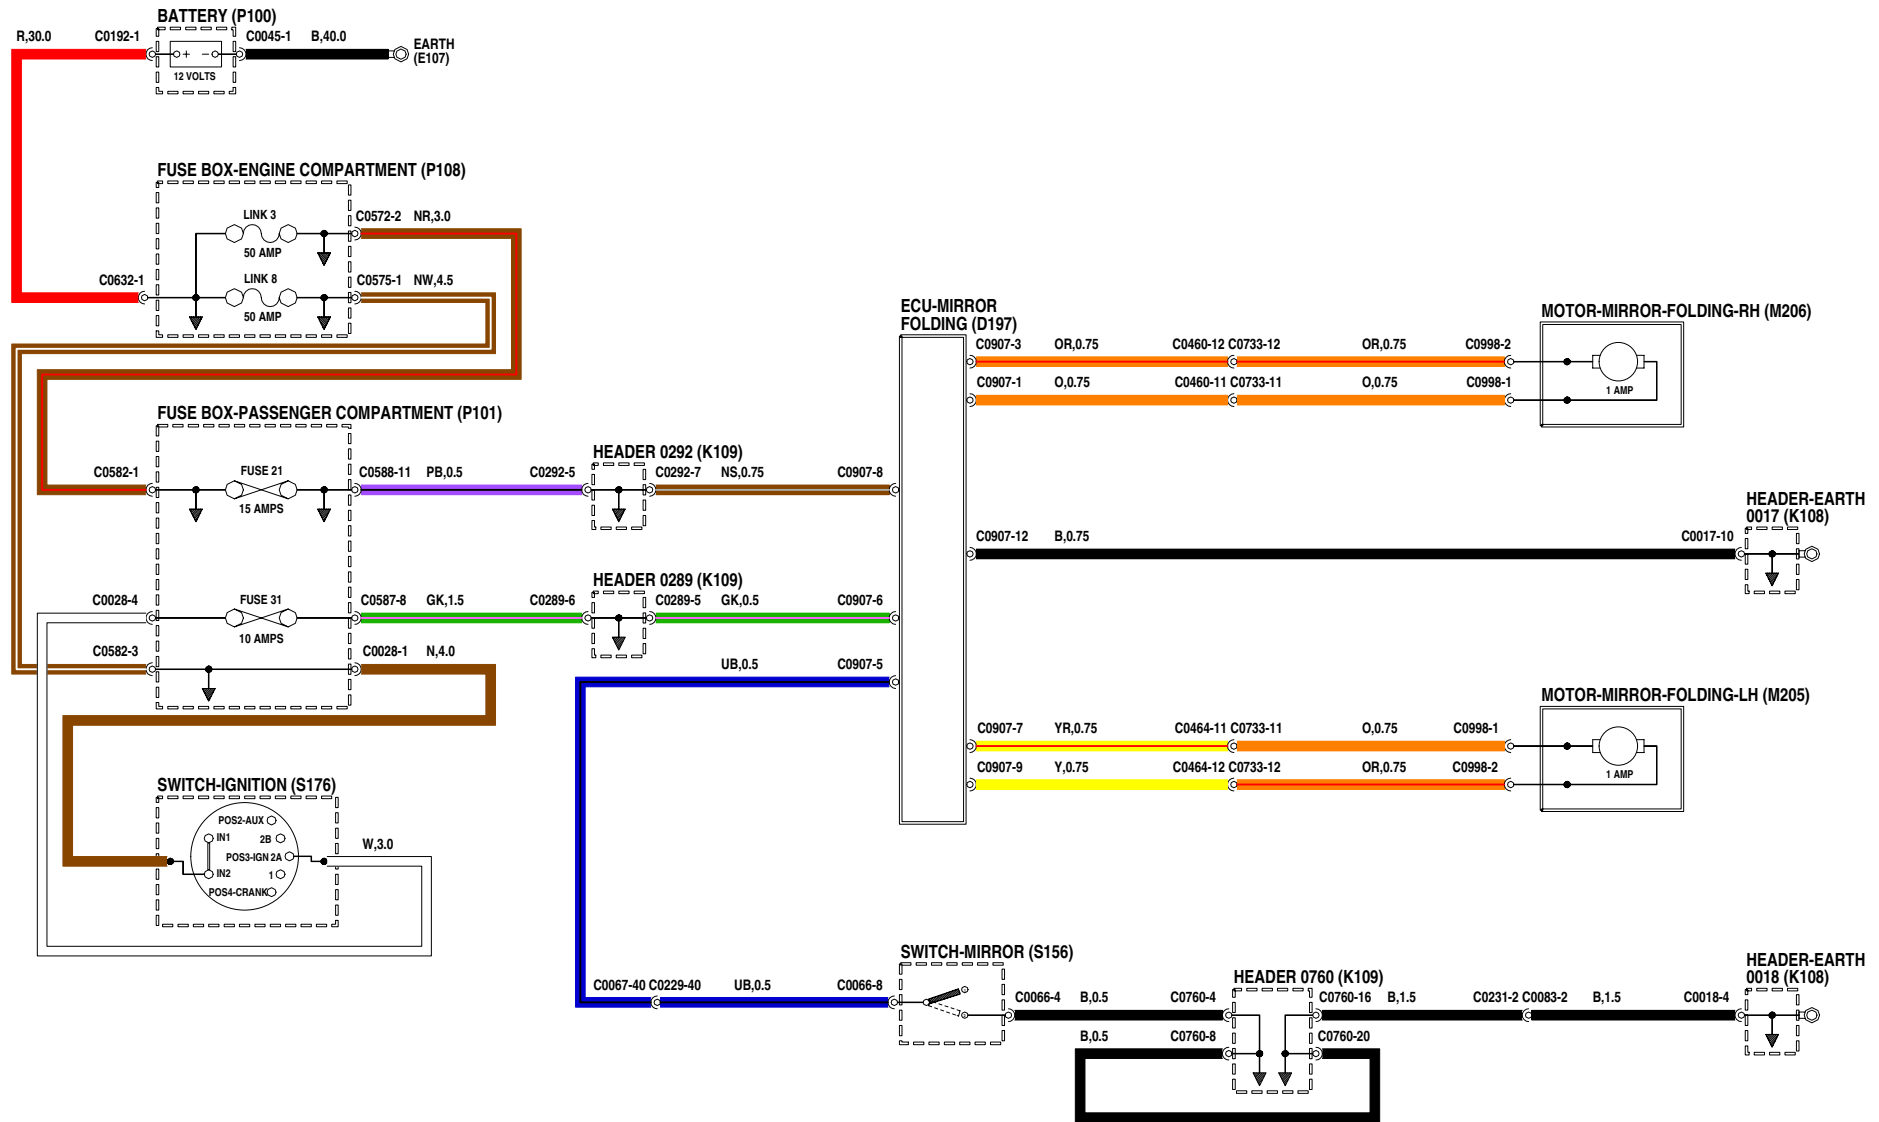 BATTERY (P100)
R,30.0
C0192-1
C0045-1
B,40.0
EARTH
(E107)
+ −
12 VOLTS
FUSE BOX-ENGINE COMPARTMENT (P108)
LINK 3
50 AMP
C0572-2
NR,3.0
C0632-1
LINK 8
50 AMP
C0575-1
NW,4.5
FUSE BOX-PASSENGER COMPARTMENT (P101)
C0582-1
FUSE 21
15 AMPS
C0588-11
PB,0.5
C0292-5
HEADER 0292 (K109)
C0292-7
NS,0.75
C0907-8
C0028-4
FUSE 31
10 AMPS
C0587-8
GK,1.5
C0289-6
HEADER 0289 (K109)
C0289-5
GK,0.5
C0907-6
C0582-3
C0028-1
N,4.0
UB,0.5
C0907-5
SWITCH-IGNITION (S176)
POS2-AUX
IN1
2B
POS3-IGN 2A
IN2
1
POS4-CRANK
W,3.0
ECU-MIRROR
FOLDING (D197)
C0907-3
OR,0.75
C0460-12 C0733-12
OR,0.75
C0998-2
C0907-1
O,0.75
C0460-11 C0733-11
O,0.75
C0998-1
MOTOR-MIRROR-FOLDING-RH (M206)
1 AMP
C0907-12
B,0.75
C0017-10
HEADER-EARTH
0017 (K108)
C0907-7
YR,0.75
C0464-11 C0733-11
O,0.75
C0998-1
C0907-9
Y,0.75
C0464-12 C0733-12
OR,0.75
C0998-2
MOTOR-MIRROR-FOLDING-LH (M205)
1 AMP
C0067-40 C0229-40
UB,0.5
C0066-8
SWITCH-MIRROR (S156)
C0066-4
B,0.5
C0760-4
HEADER 0760 (K109)
C0760-16
B,1.5
C0231-2 C0083-2
B,1.5
C0018-4
HEADER-EARTH
0018 (K108)
B,0.5
C0760-8
C0760-20